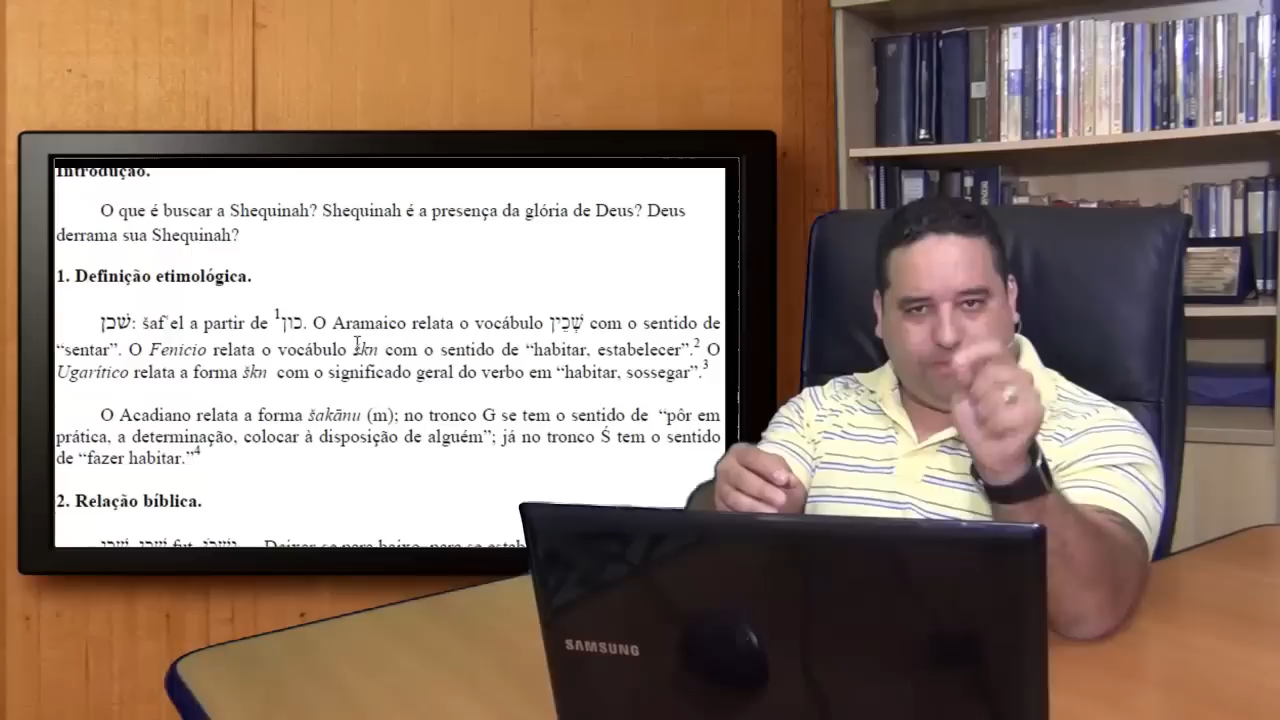 Introdução.
O que é buscar a Shequinah? Shequinah é a presença da glória de Deus? Deus
derrama sua Shequinah?
1. Definição etimológica.
שׁכן: šafʿel a partir de ¹כון. O Aramaico relata o vocábulo שְׁכֵין com o sentido de
“sentar”. O Fenicio relata o vocábulo škn com o sentido de “habitar, estabelecer”.² O
Ugarítico relata a forma škn com o significado geral do verbo em “habitar, sossegar”.³
O Acadiano relata a forma šakānu (m); no tronco G se tem o sentido de “pôr em
prática, a determinação, colocar à disposição de alguém”; já no tronco Š tem o sentido
de “fazer habitar.”⁴
2. Relação bíblica.
SAMSUNG